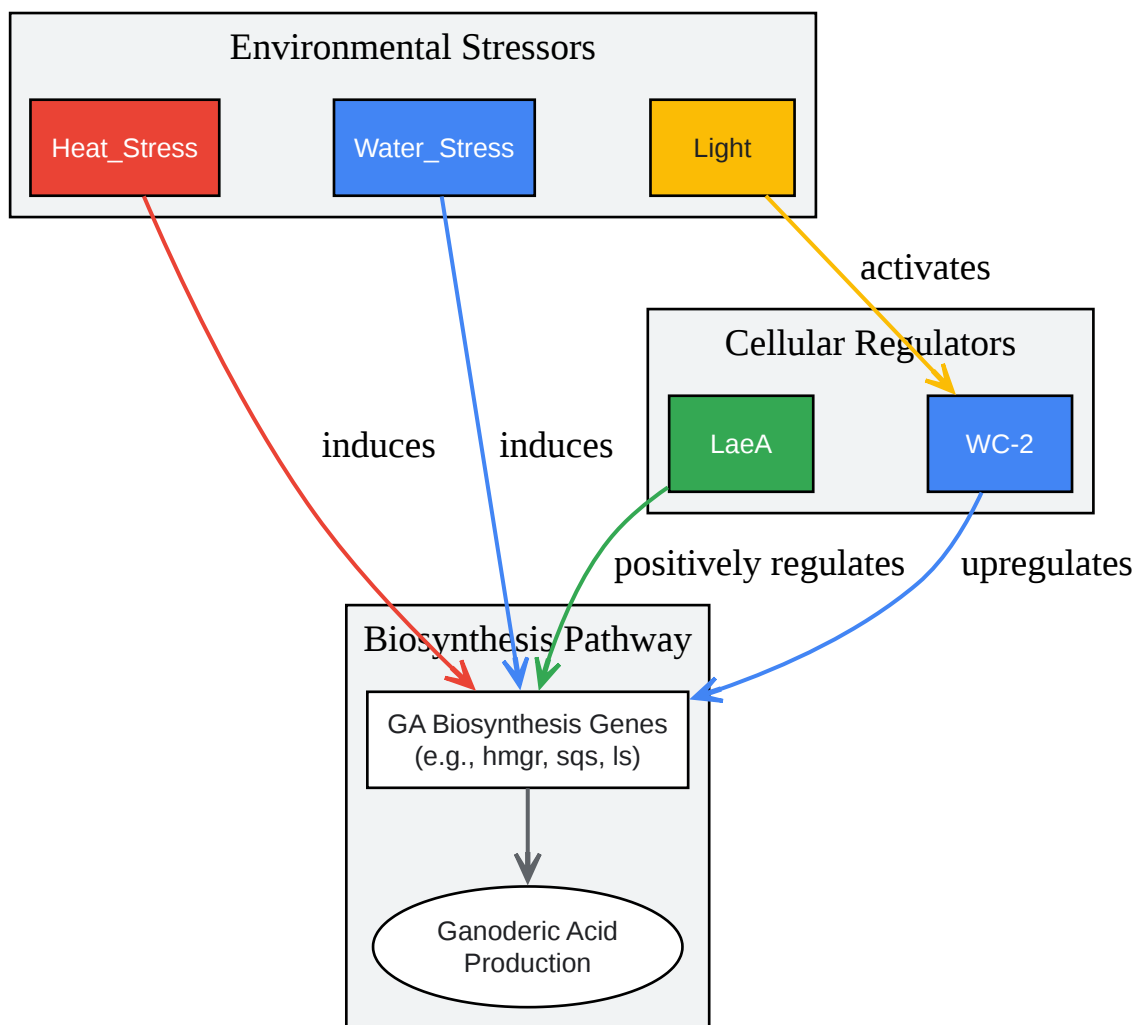 Environmental Stressors
Heat_Stress
Water_Stress
Light
activates
Cellular Regulators
LaeA
WC-2
induces
induces
positively regulates
upregulates
Biosynthesis Pathway
GA Biosynthesis Genes
(e.g., hmgr, sqs, ls)
Ganoderic Acid
Production